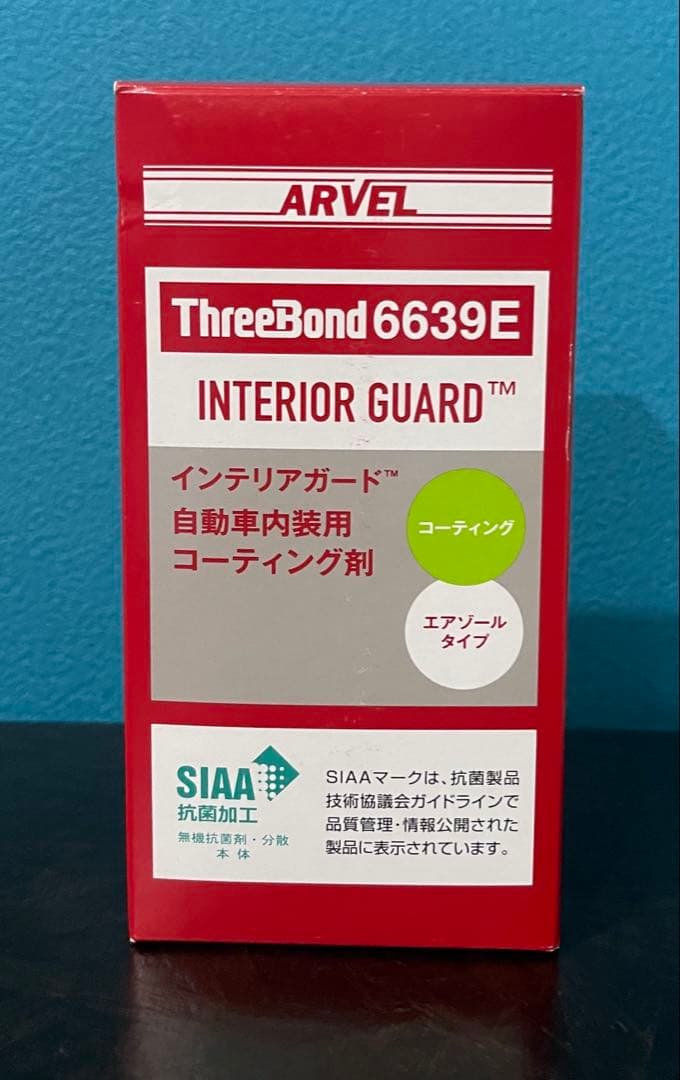 ARVEL
ThreeBond 6639E
INTERIOR GUARD™
インテリアガード™
自動車内装用
コーティング剤
コーティング
エアゾール
タイプ
SIAA
抗菌加工
無機抗菌剤・分散
本体
SIAAマークは、抗菌製品
技術協議会ガイドラインで
品質管理・情報公開された
製品に表示されています。